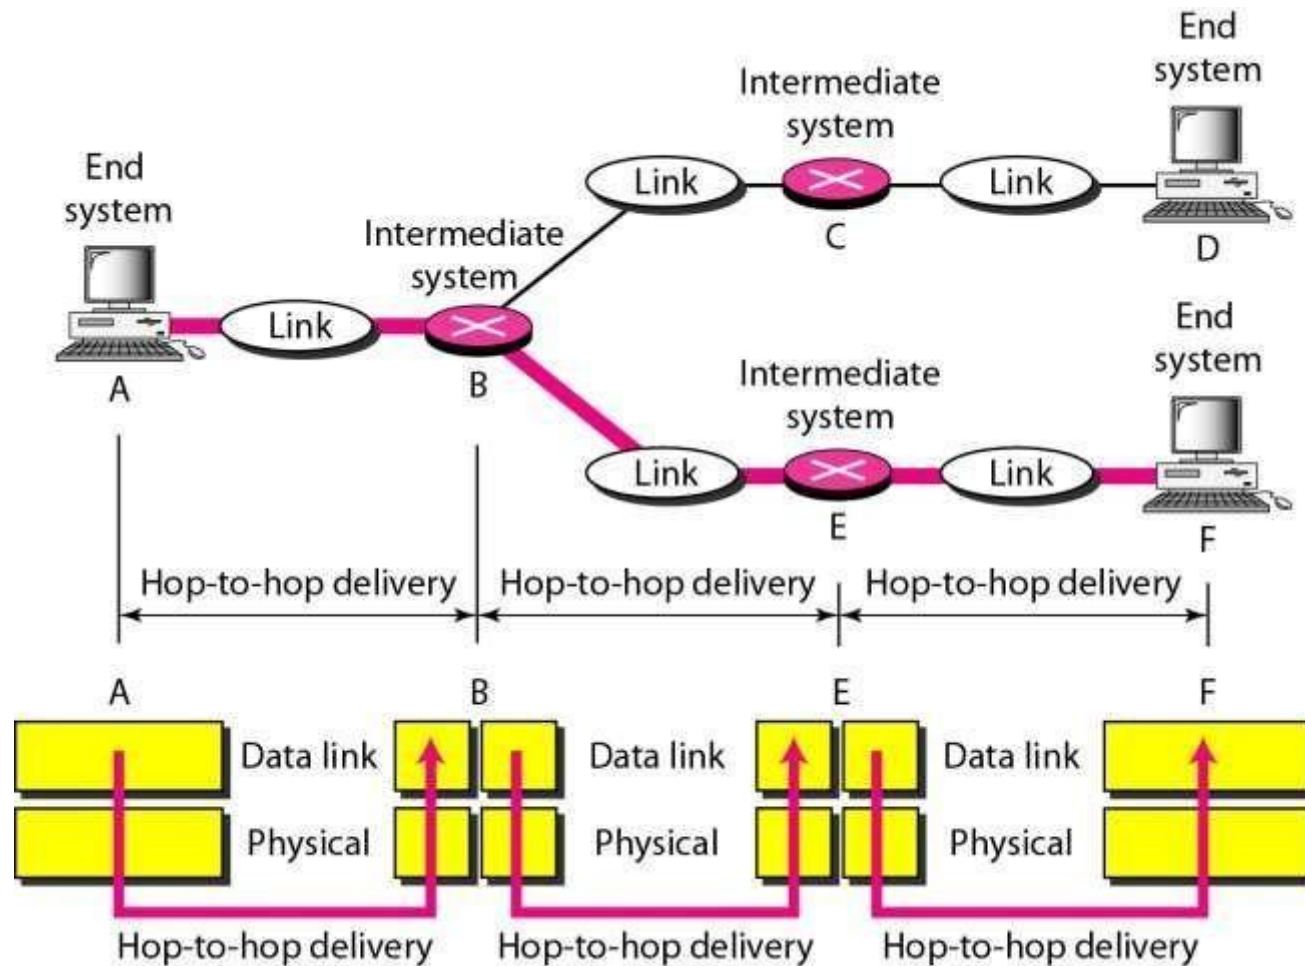 End
system
Intermediate
system
Link
Link
C
D
End
system
Intermediate
system
Link
A
B
End
system
Intermediate
system
Link
Link
E
F
Hop-to-hop delivery
Hop-to-hop delivery
Hop-to-hop delivery
A
B
E
F
Data link
Data link
Data link
Physical
Physical
Physical
Hop-to-hop delivery
Hop-to-hop delivery
Hop-to-hop delivery